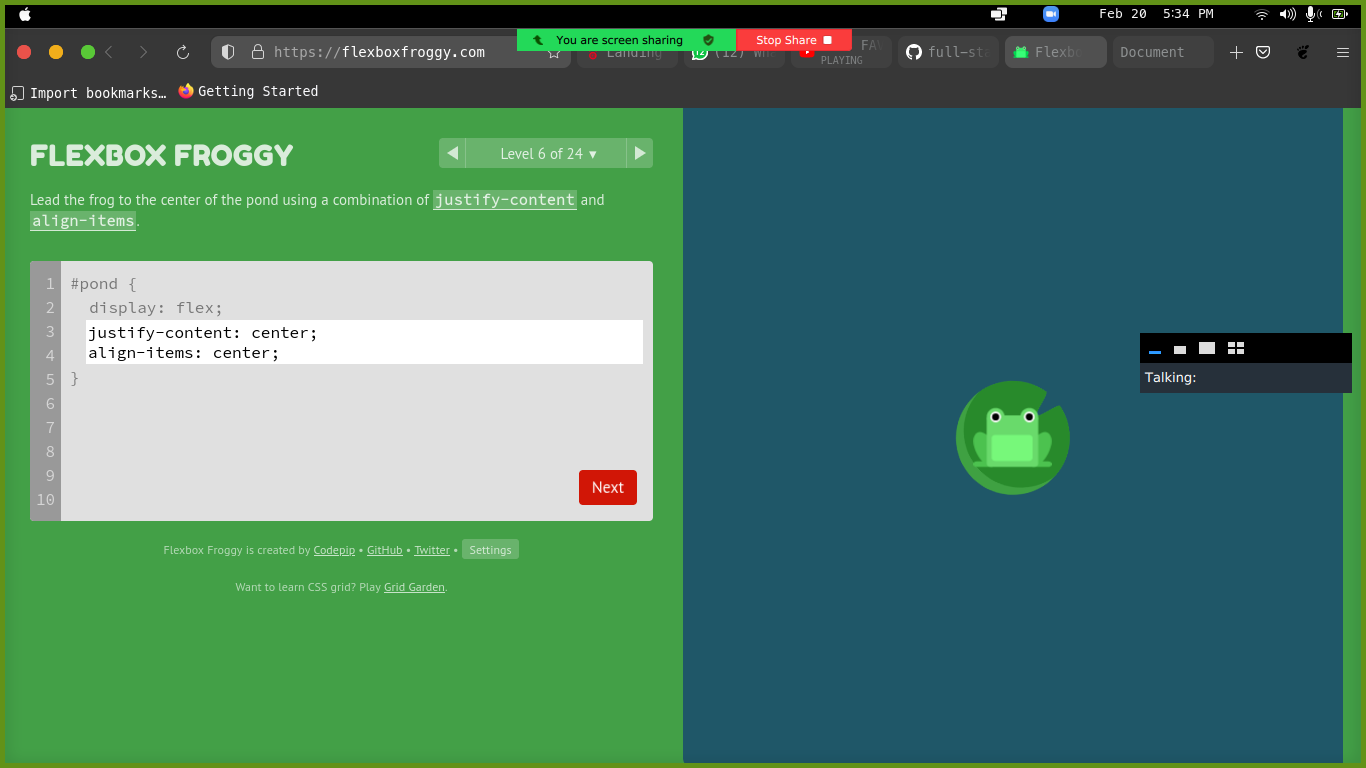 Feb 20 5:34 PM
You are screen sharing
Stop Share
https://flexboxfroggy.com
Landing
(12) Wh
FAV
PLAYING
full-st
Flexbo
Document
Import bookmarks…
Getting Started
FLEXBOX FROGGY
Level 6 of 24 ▾
Lead the frog to the center of the pond using a combination of justify-content and
align-items.
1 #pond {
2 display: flex;
3 justify-content: center;
4 align-items: center;
5 }
6
7
8
9
10
Next
Talking:
Flexbox Froggy is created by Codepip • GitHub • Twitter • Settings
Want to learn CSS grid? Play Grid Garden.